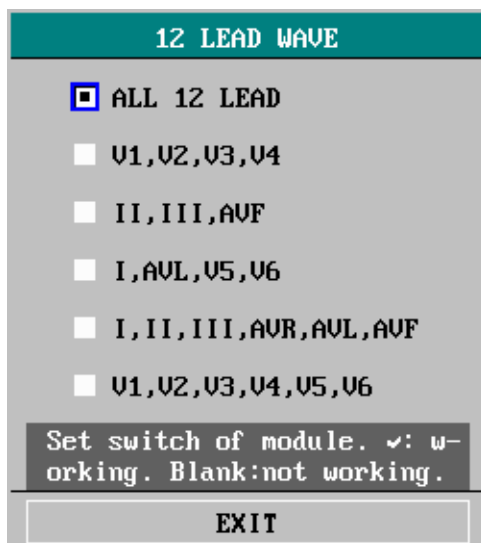 12 LEAD WAVE
ALL 12 LEAD
V1,V2,V3,V4
II,III,AVF
I,AVL,V5,V6
I,II,III,AVR,AVL,AVF
V1,V2,V3,V4,V5,V6
Set switch of module. ✔: w-
orking. Blank:not working.
EXIT